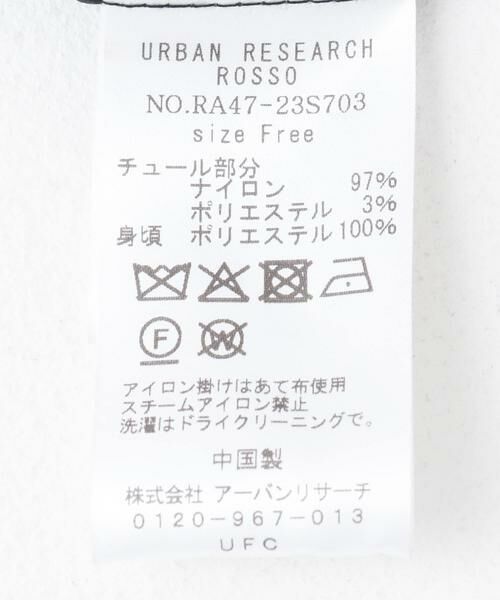 URBAN RESEARCH
ROSSO
NO.RA47-23S703
size Free
チュール部分
ナイロン 97%
ポリエステル 3%
身頃 ポリエステル 100%
F W
アイロン掛けはあて布使用
スチームアイロン禁止
洗濯はドライクリーニングで。
中国製
株式会社 アーバンリサーチ
0120-967-013
UFC